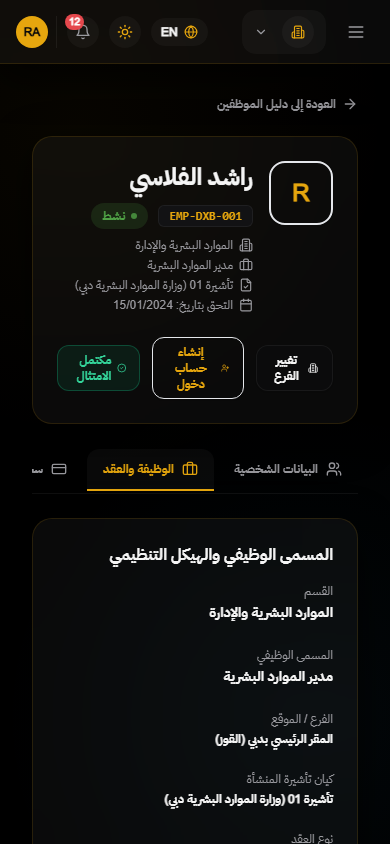 EN
12
RA
العودة إلى دليل الموظفين
R
راشد الفلاسي
EMP-DXB-001
نشط
الموارد البشرية والإدارة
مدير الموارد البشرية
تأشيرة 01 (وزارة الموارد البشرية دبي)
التحق بتاريخ: 15/01/2024
تغيير
الفرع
إنشاء
حساب
دخول
مكتمل
الامتثال
البيانات الشخصية
الوظيفة والعقد
المسمى الوظيفي والهيكل التنظيمي
القسم
الموارد البشرية والإدارة
المسمى الوظيفي
مدير الموارد البشرية
الفرع / الموقع
المقر الرئيسي بدبي (القوز)
كيان تأشيرة المنشأة
تأشيرة 01 (وزارة الموارد البشرية دبي)
نوع العقد